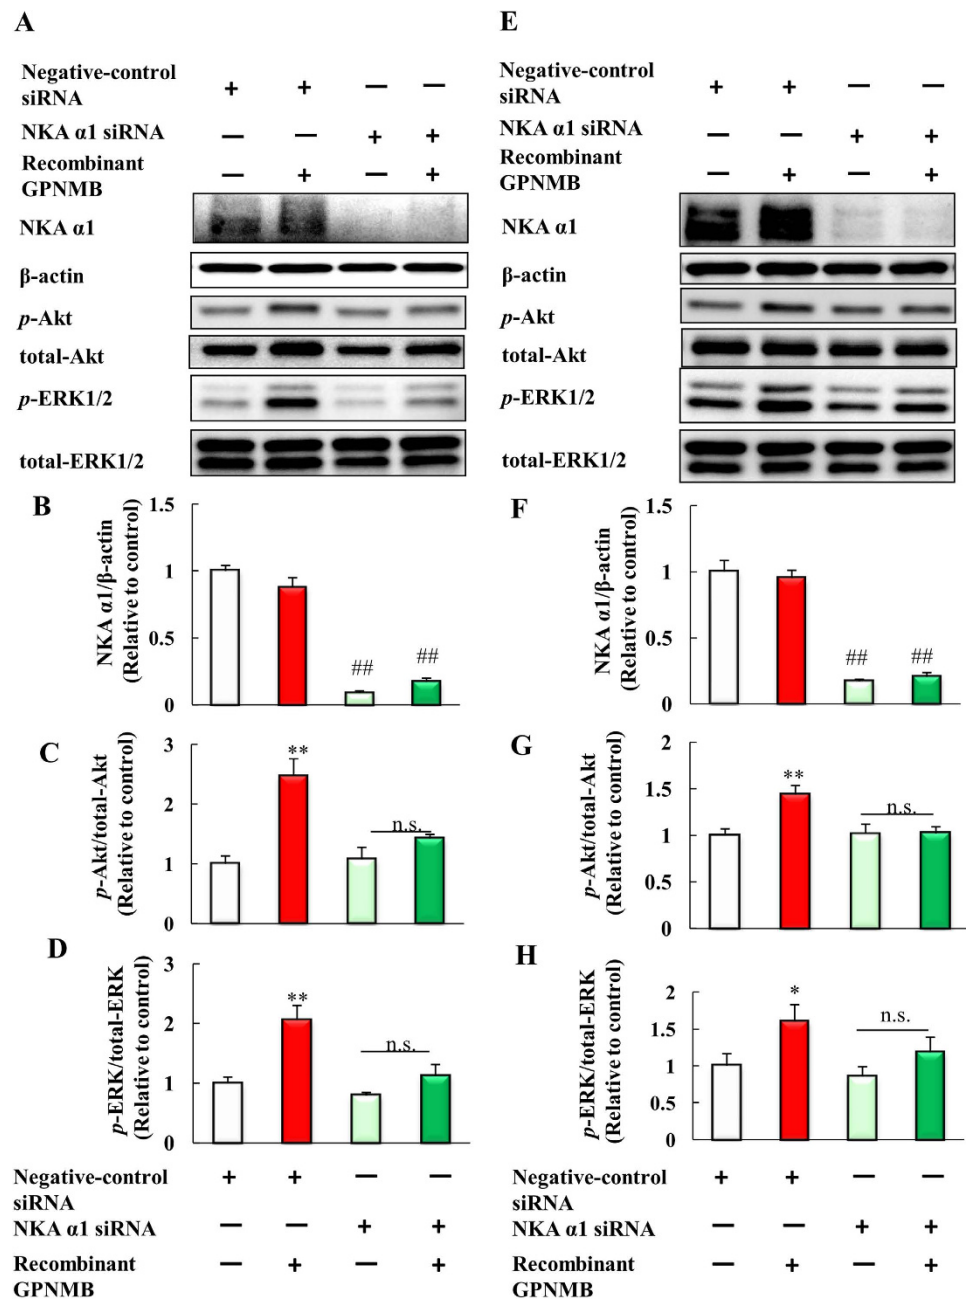 A
Negative-control
siRNA
+ + — —
NKA α1 siRNA
— — + +
Recombinant
GPNMB
— + — +
NKA α1
β-actin
p-Akt
total-Akt
p-ERK1/2
total-ERK1/2
B
NKA α1/β-actin
(Relative to control)
1.5
1
0.5
0
##
##
C
p-Akt/total-Akt
(Relative to control)
3
2
1
0
**
n.s.
D
p-ERK/total-ERK
(Relative to control)
3
2
1
0
**
n.s.
Negative-control
siRNA
+ + — —
NKA α1 siRNA
— — + +
Recombinant
GPNMB
— + — +
E
Negative-control
siRNA
+ + — —
NKA α1 siRNA
— — + +
Recombinant
GPNMB
— + — +
NKA α1
β-actin
p-Akt
total-Akt
p-ERK1/2
total-ERK1/2
F
NKA α1/β-actin
(Relative to control)
1.5
1
0.5
0
##
##
G
p-Akt/total-Akt
(Relative to control)
2
1.5
1
0.5
0
**
n.s.
H
p-ERK/total-ERK
(Relative to control)
2
1.5
1
0.5
0
*
n.s.
Negative-control
siRNA
+ + — —
NKA α1 siRNA
— — + +
Recombinant
GPNMB
— + — +